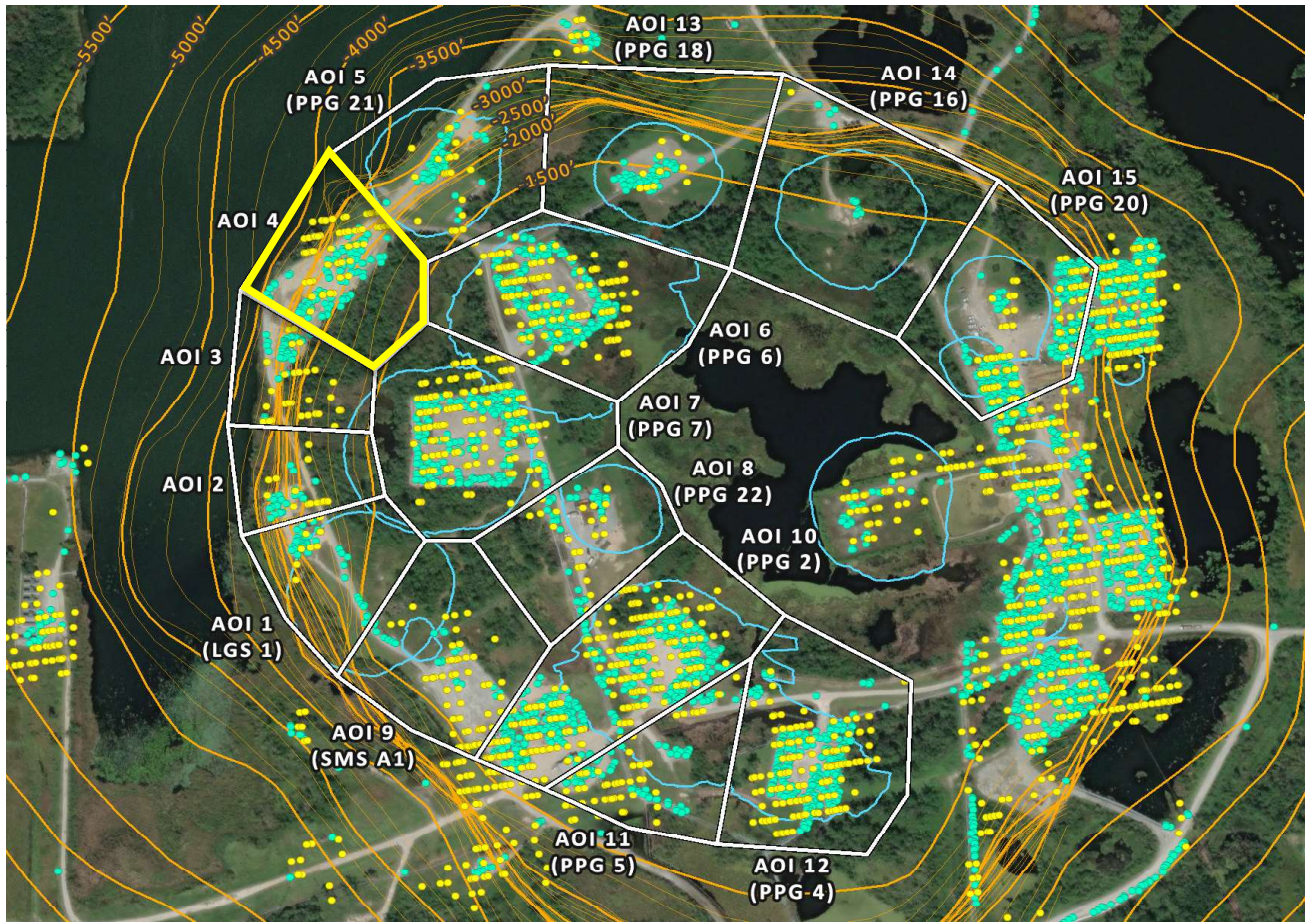 -5500'
-5000'
-4500'
-4000'
-3500'
-3000'
-2500'
-2000'
-1500'
AOI 13
(PPG 18)
AOI 14
(PPG 16)
AOI 5
(PPG 21)
AOI 15
(PPG 20)
AOI 4
AOI 3
AOI 6
(PPG 6)
AOI 7
(PPG 7)
AOI 2
AOI 8
(PPG 22)
AOI 10
(PPG 2)
AOI 1
(LGS 1)
AOI 9
(SMS A1)
AOI 11
(PPG 5)
AOI 12
(PPG 4)